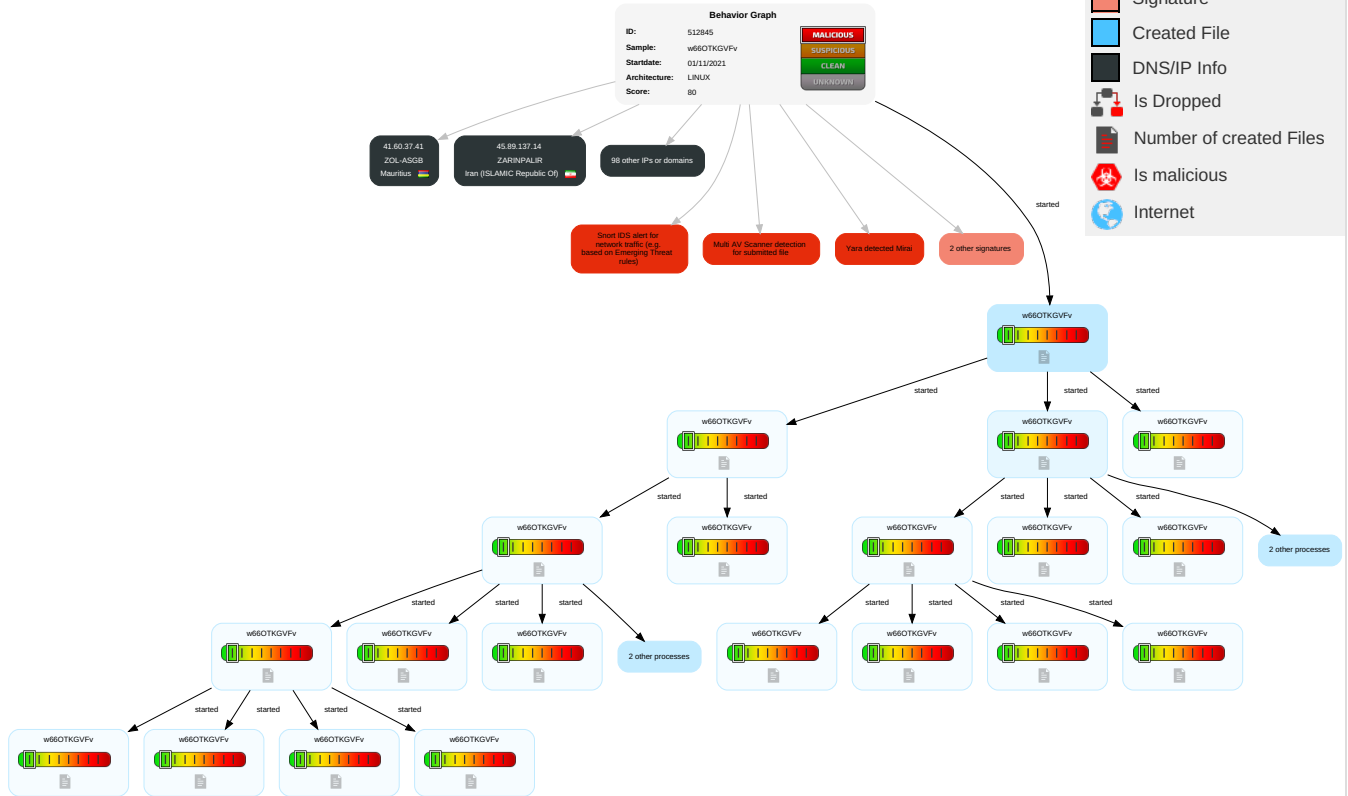 Behavior Graph
ID: 512845
Sample: w66OTKGVFv
Startdate: 01/11/2021
Architecture: LINUX
Score: 80
MALICIOUS
SUSPICIOUS
CLEAN
UNKNOWN
Signature
Created File
DNS/IP Info
Is Dropped
Number of created Files
Is malicious
Internet
41.60.37.41
ZOL-ASGB
Mauritius
45.89.137.14
ZARINPALIR
Iran (ISLAMIC Republic Of)
98 other IPs or domains
started
Snort IDS alert for
network traffic (e.g.
based on Emerging Threat
rules)
Multi AV Scanner detection
for submitted file
Yara detected Mirai
2 other signatures
w66OTKGVFv
started
started
started
w66OTKGVFv
w66OTKGVFv
w66OTKGVFv
started
started
started
started
started
started
w66OTKGVFv
w66OTKGVFv
w66OTKGVFv
w66OTKGVFv
w66OTKGVFv
2 other processes
started
started
started
started
started
started
started
w66OTKGVFv
w66OTKGVFv
w66OTKGVFv
2 other processes
w66OTKGVFv
w66OTKGVFv
w66OTKGVFv
w66OTKGVFv
started
started
started
started
w66OTKGVFv
w66OTKGVFv
w66OTKGVFv
w66OTKGVFv